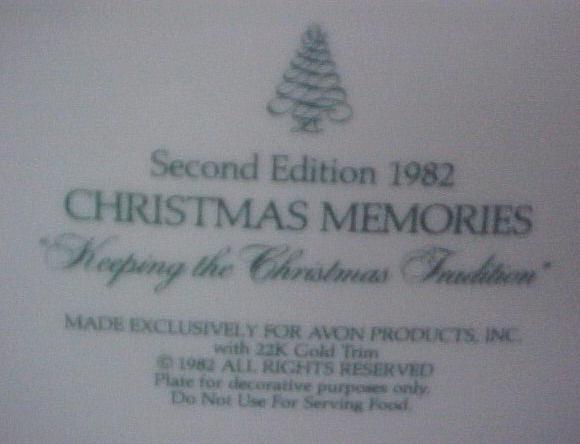 Second Edition 1982
CHRISTMAS MEMORIES
"Keeping the Christmas Tradition"
MADE EXCLUSIVELY FOR AVON PRODUCTS, INC.
with 22K Gold Trim
© 1982 ALL RIGHTS RESERVED
Plate for decorative purposes only.
Do Not Use For Serving Food.